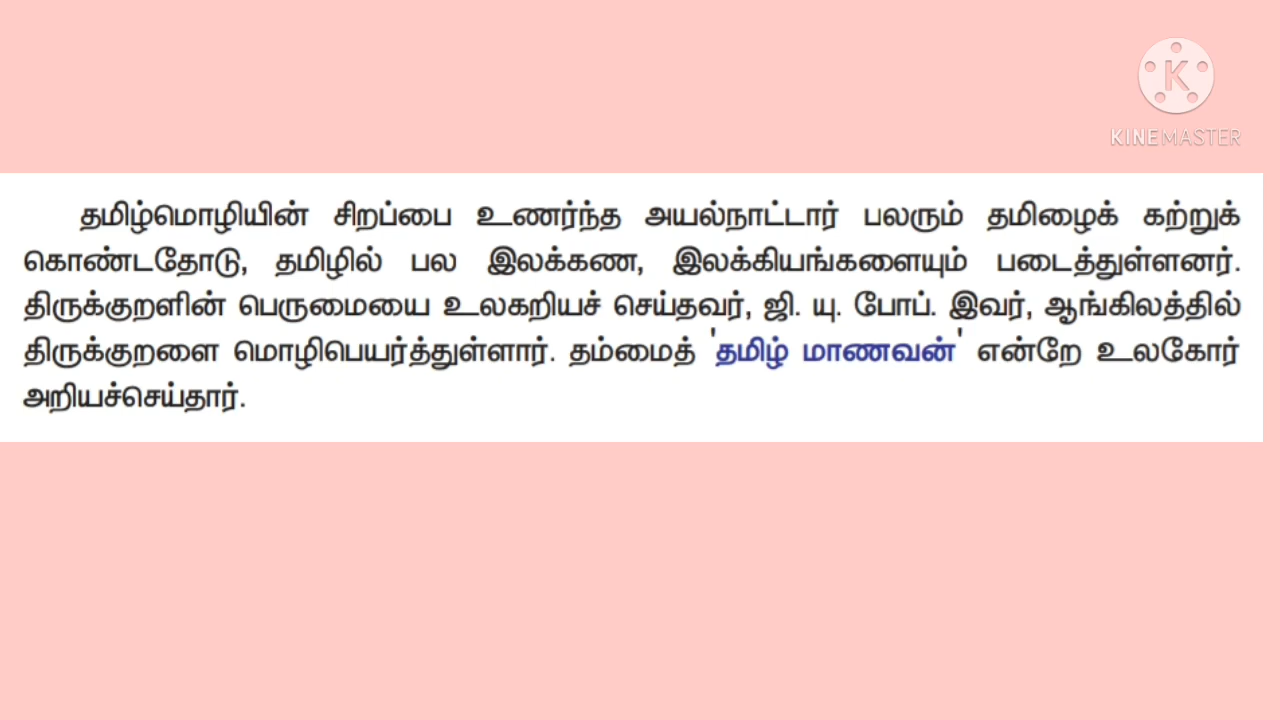 K
KINEMASTER
தமிழ்மொழியின் சிறப்பை உணர்ந்த அயல்நாட்டார் பலரும் தமிழைக் கற்றுக்
கொண்டதோடு, தமிழில் பல இலக்கண, இலக்கியங்களையும் படைத்துள்ளனர்.
திருக்குறளின் பெருமையை உலகறியச் செய்தவர், ஜி. யு. போப். இவர், ஆங்கிலத்தில்
திருக்குறளை மொழிபெயர்த்துள்ளார். தம்மைத் 'தமிழ் மாணவன்' என்றே உலகோர்
அறியச்செய்தார்.